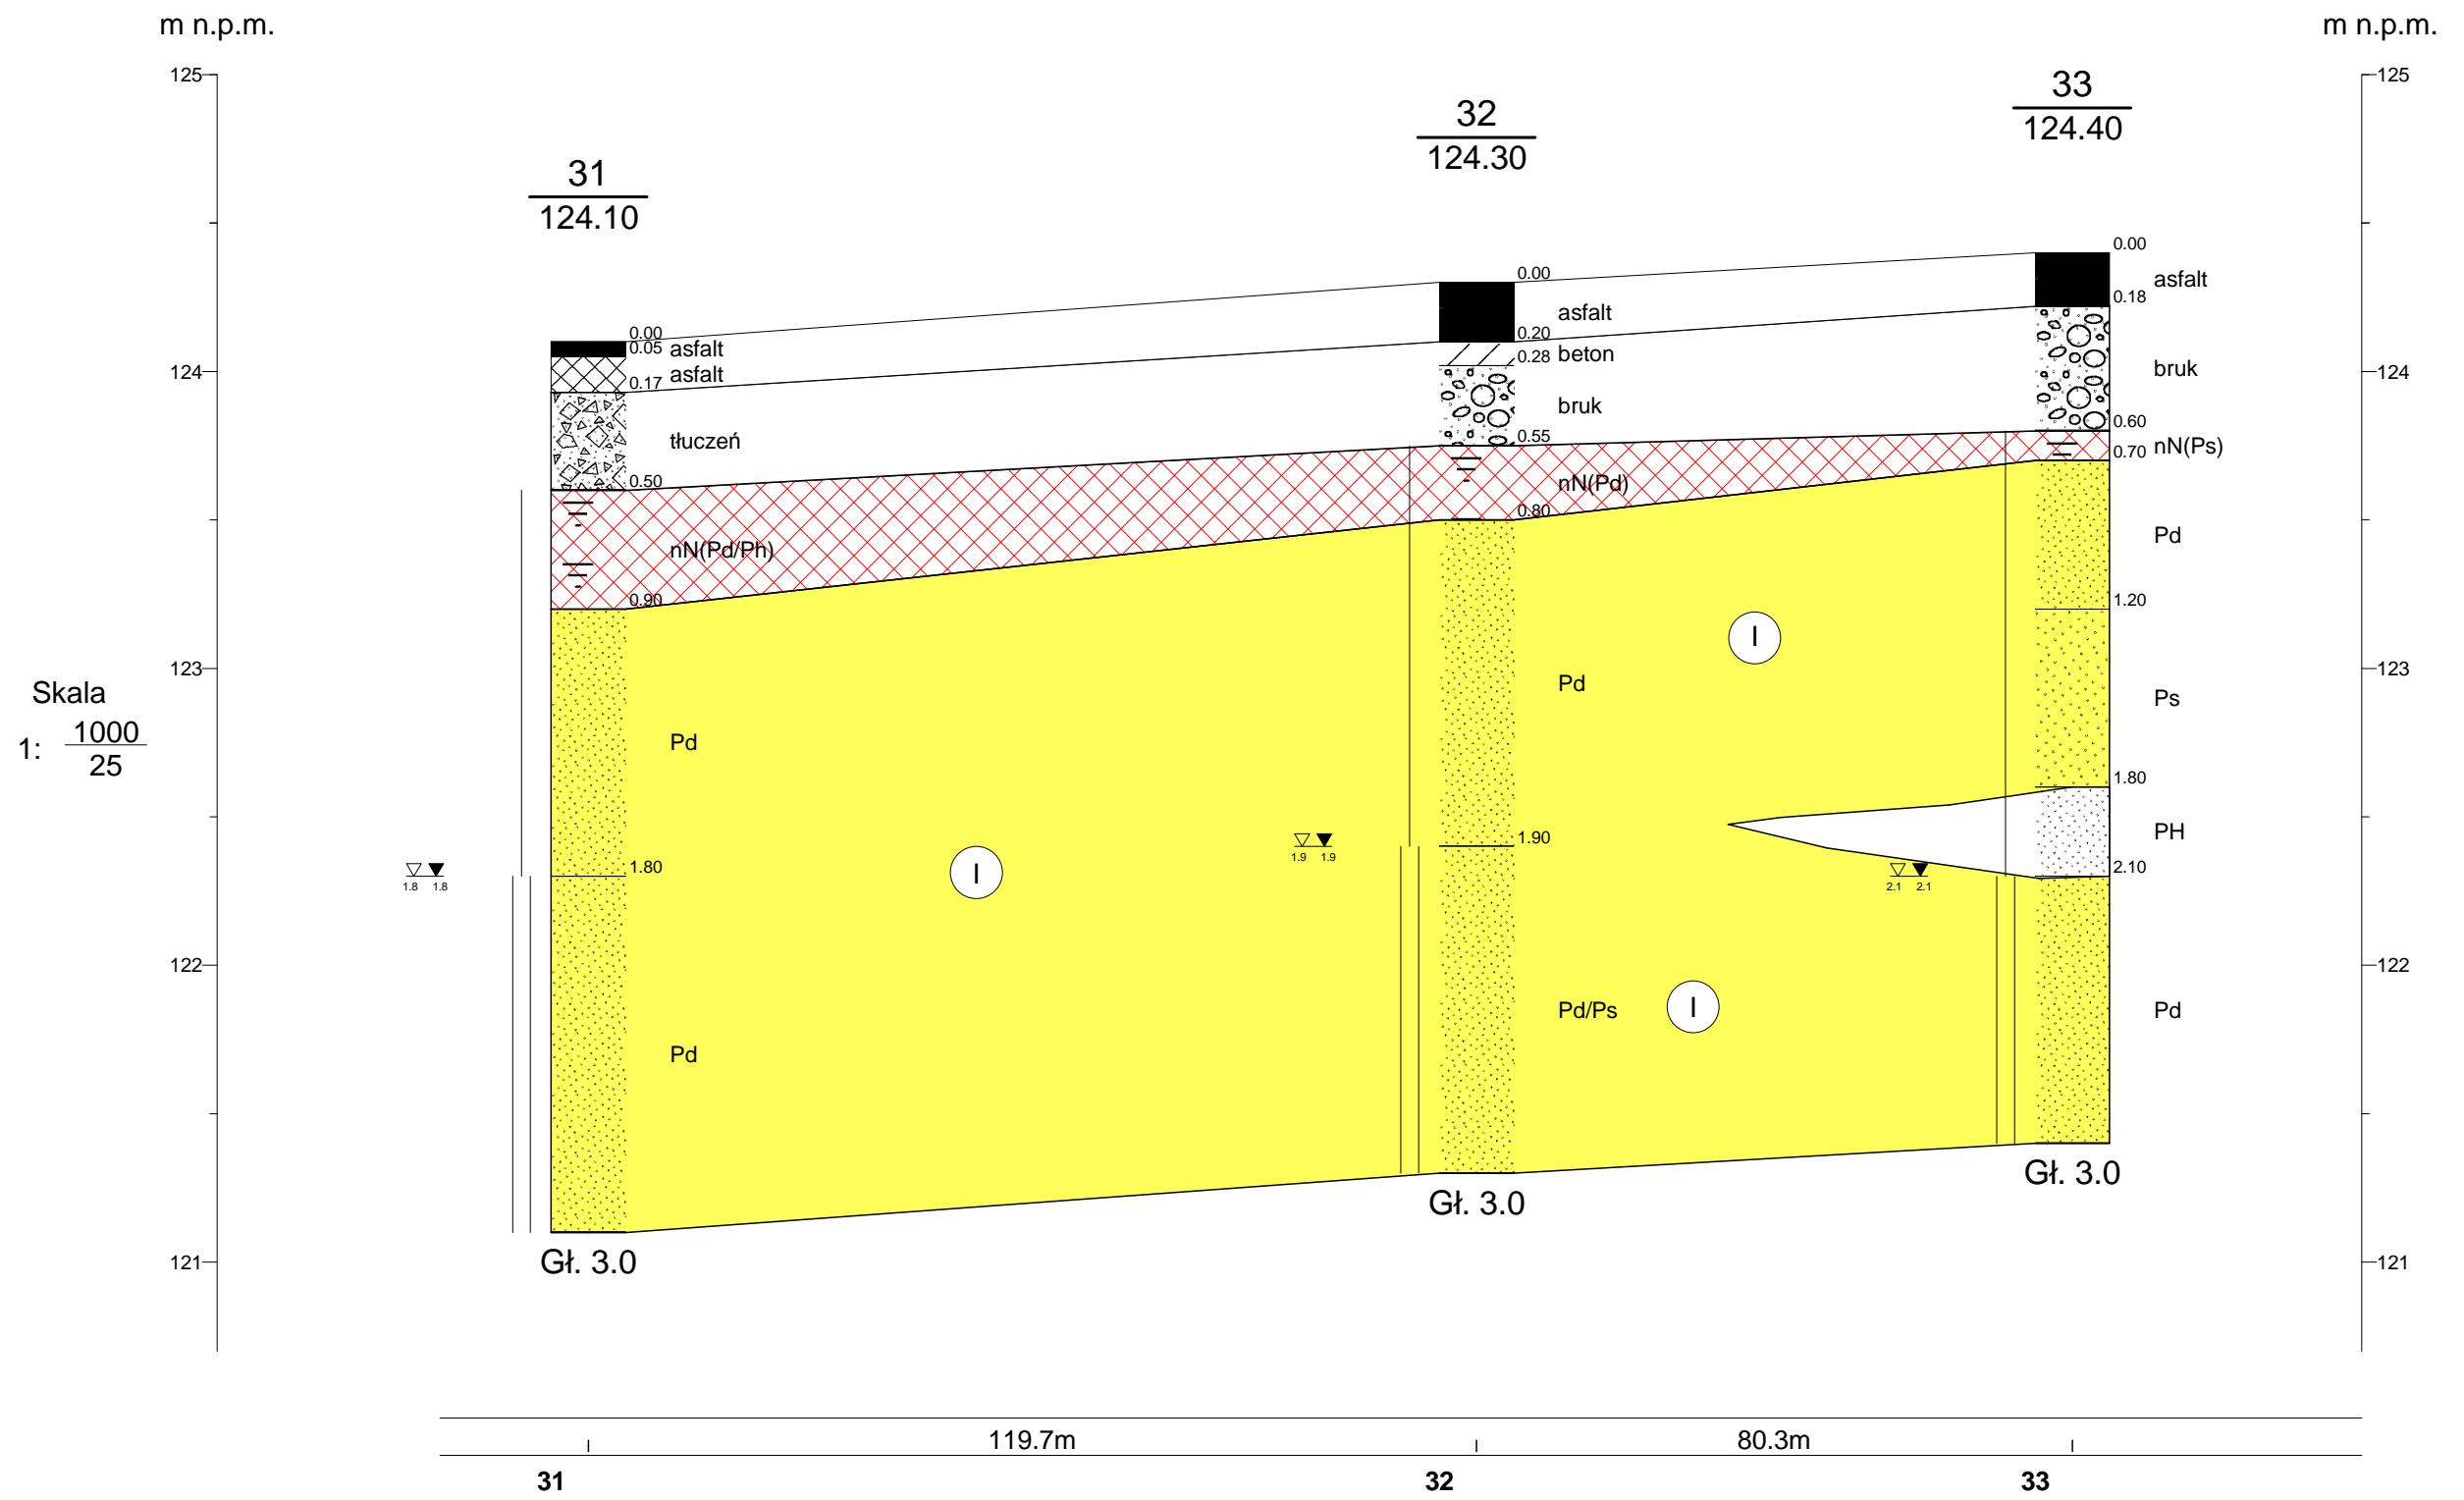 m n.p.m.
m n.p.m.
125
125
33
124.40
32
124.30
31
124.10
0.00
asfalt
0.18
bruk
0.60
nN(Ps)
0.70
Pd
1.20
Ps
1.80
PH
2.10
Pd
Gł. 3.0
0.00
asfalt
0.20
beton
0.28
bruk
0.55
nN(Pd)
0.80
Pd
1.90
Pd/Ps
Gł. 3.0
0.00
0.05
asfalt
asfalt
0.17
tłuczeń
0.50
nN(Pd/Ph)
0.90
Pd
1.80
Pd
Gł. 3.0
124
124
123
123
Skala
1: 1000
25
I
I
I
1.8 1.8
1.9 1.9
2.1 2.1
122
122
121
121
119.7m
80.3m
31
32
33